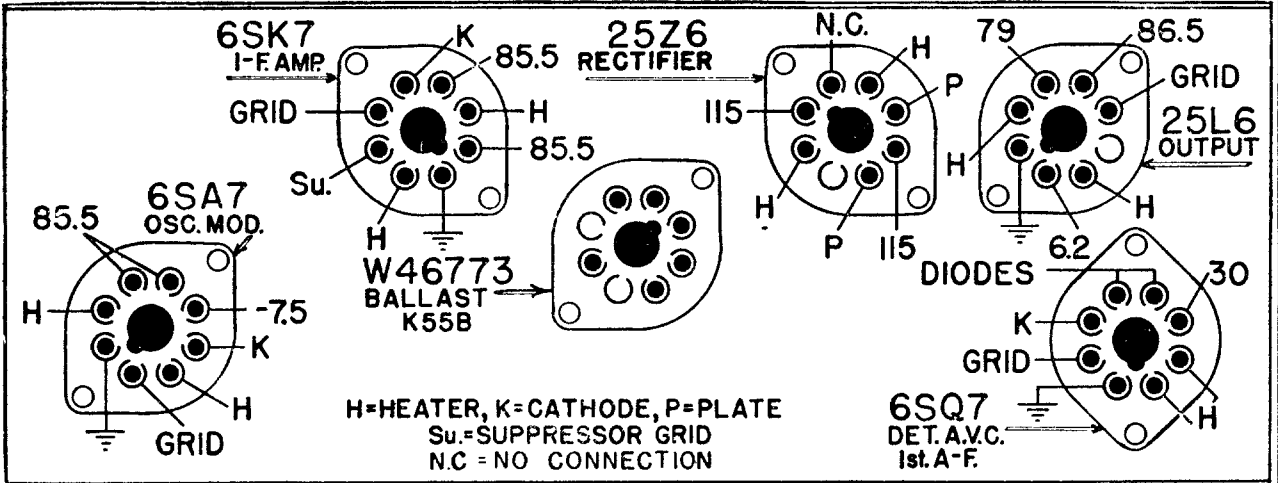 6SK7
I-F. AMP.
K
85.5
GRID
H
85.5
Su.
H
25Z6
RECTIFIER
N.C.
H
P
115
H
P
115
79
86.5
GRID
25L6
OUTPUT
H
H
6.2
6SA7
OSC. MOD.
85.5
H
-7.5
K
H
GRID
W46773
BALLAST
K55B
DIODES
30
K
GRID
H
6SQ7
DET. A.V.C.
1st. A-F.
H=HEATER, K=CATHODE, P=PLATE
Su.=SUPPRESSOR GRID
N.C = NO CONNECTION